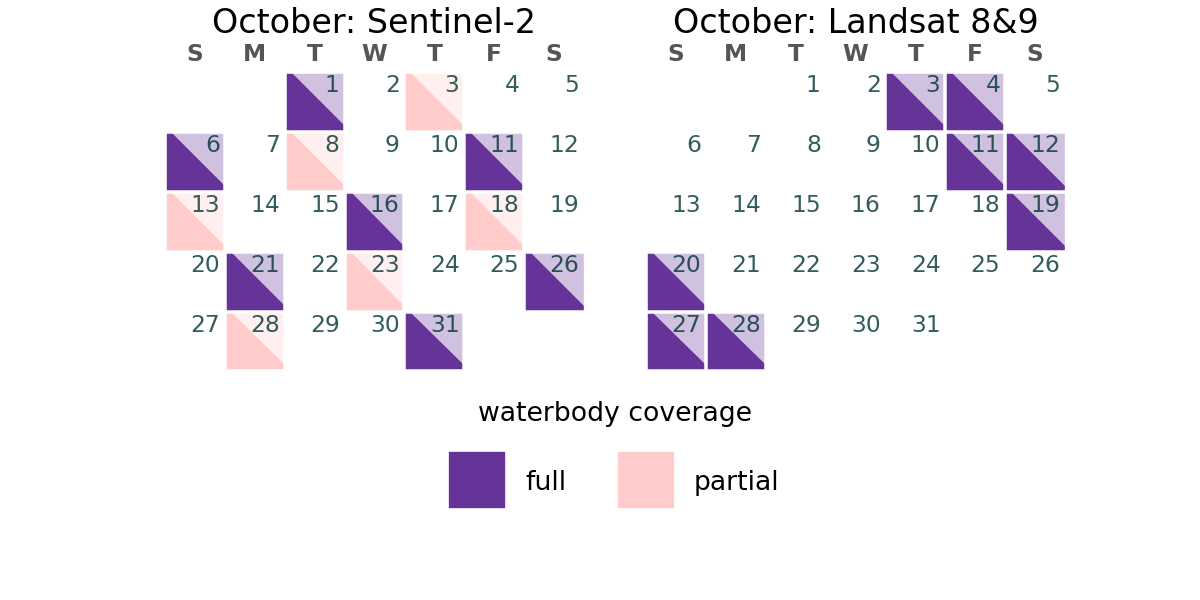 October: Sentinel-2
S M T W T F S
1 2 3 4 5
6 7 8 9 10 11 12
13 14 15 16 17 18 19
20 21 22 23 24 25 26
27 28 29 30 31
October: Landsat 8&9
S M T W T F S
1 2 3 4 5
6 7 8 9 10 11 12
13 14 15 16 17 18 19
20 21 22 23 24 25 26
27 28 29 30 31
waterbody coverage
full partial